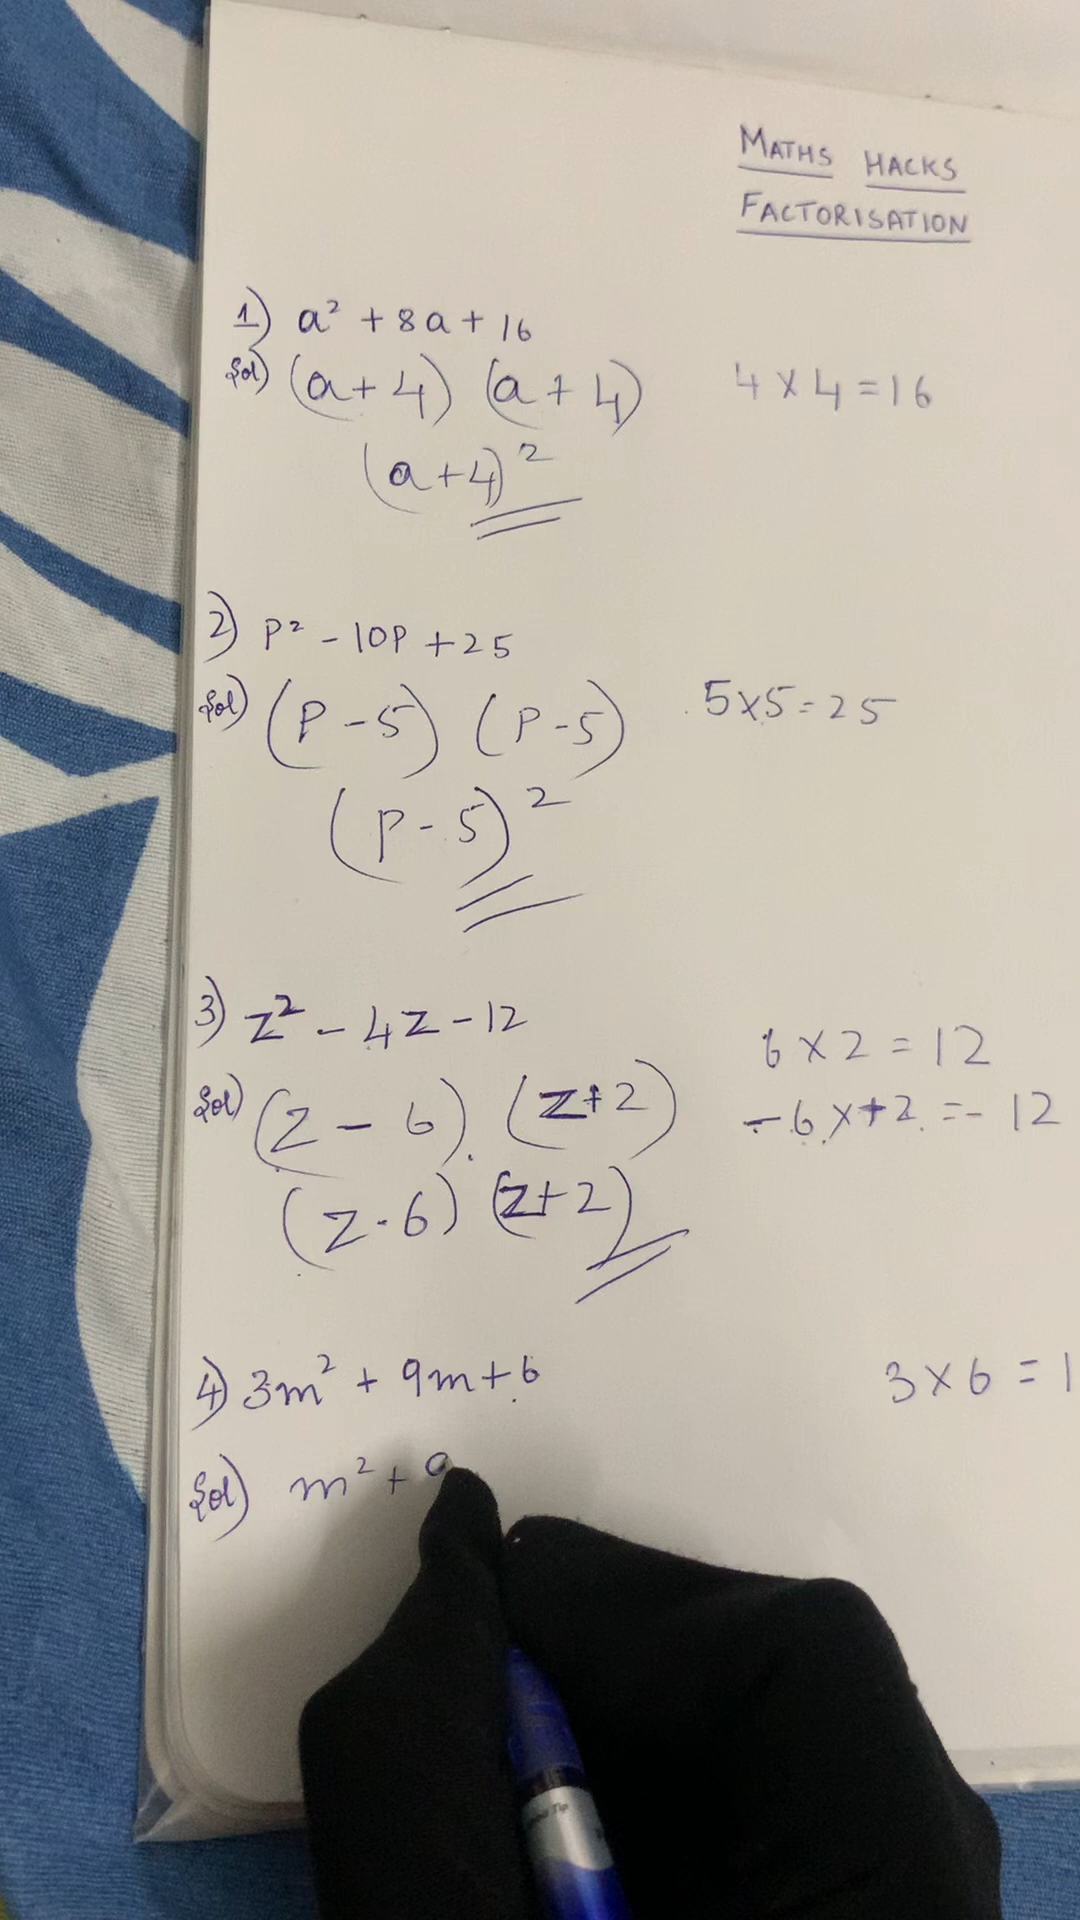 MATHS HACKS
FACTORISATION
1) a² + 8a + 16
Sol) (a + 4) (a + 4) 4 × 4 = 16
(a + 4)²
2) P² - 10P + 25
Sol) (P - 5) (P - 5) 5 × 5 = 25
(P - 5)²
3) z² - 4z - 12
6 × 2 = 12
Sol) (z - 6) (z + 2) - 6 × + 2 = - 12
(z - 6) (z + 2)
4) 3m² + 9m + 6 3 × 6 = 1
Sol) m² +